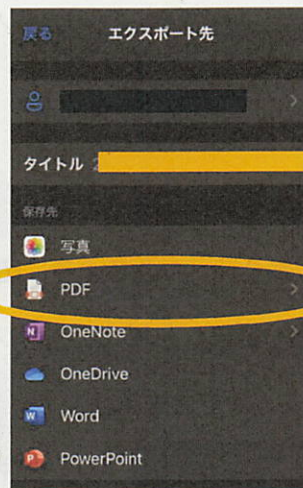 戻る エクスポート先
タイトル
保存先
写真
PDF
OneNote
OneDrive
Word
PowerPoint